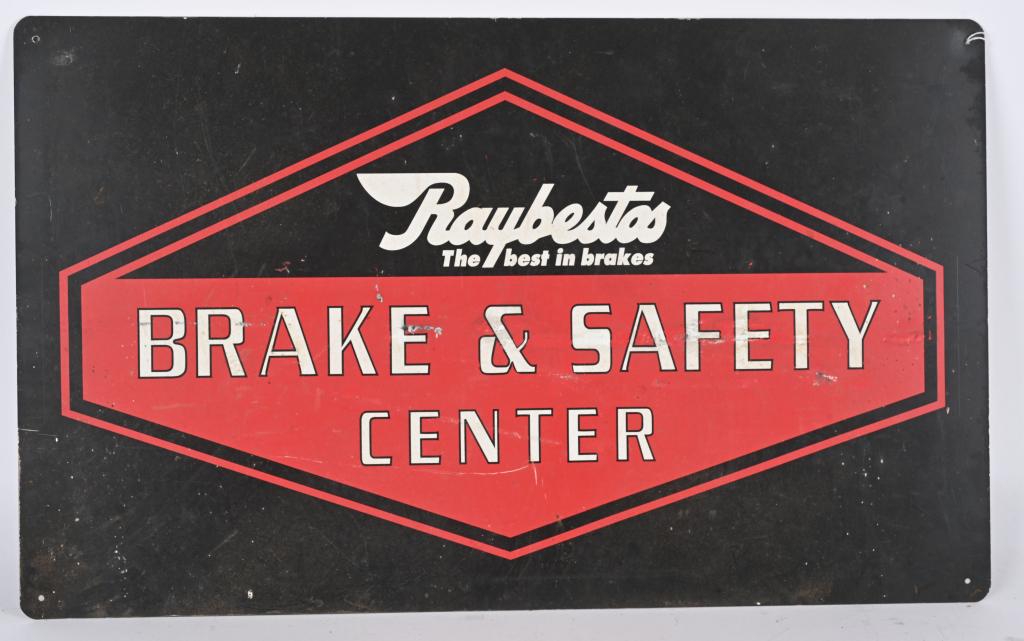 Raybestos
The best in brakes
BRAKE & SAFETY
CENTER